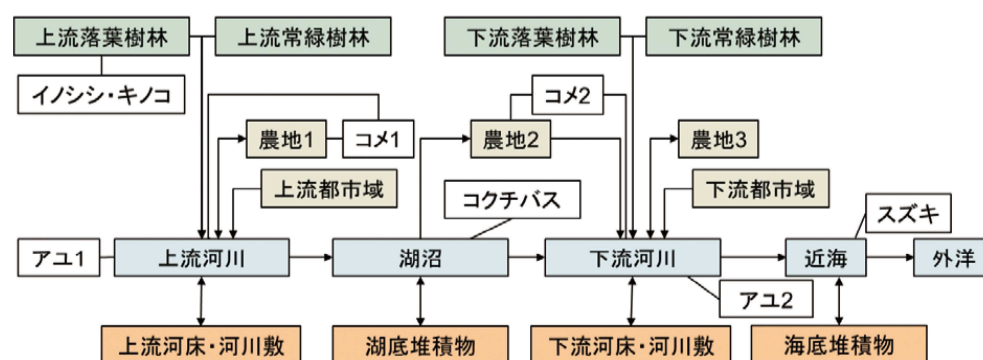 上流落葉樹林
上流常緑樹林
下流落葉樹林
下流常緑樹林
イノシシ・キノコ
コメ2
農地1
コメ1
農地2
農地3
上流都市域
コクチバス
下流都市域
スズキ
アユ1
上流河川
湖沼
下流河川
近海
外洋
アユ2
上流河床・河川敷
湖底堆積物
下流河床・河川敷
海底堆積物